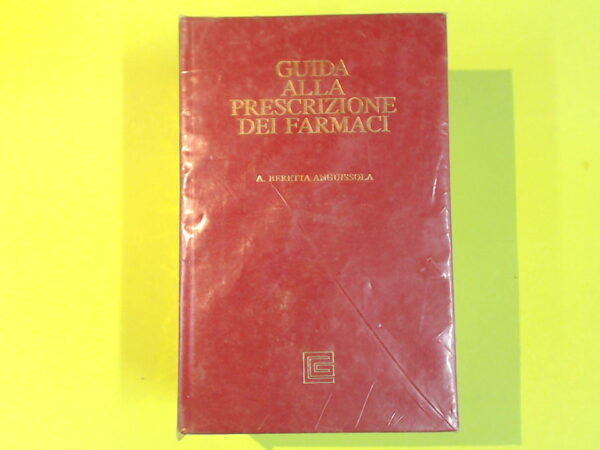 GUIDA
ALLA
PRESCRIZIONE
DEI FARMACI
A. BERETTA ANGUISSOLA